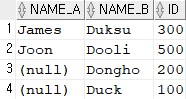 NAME_A NAME_B ID
1 James Duksu 300
2 Joon Dooli 500
3 (null) Dongho 200
4 (null) Duck 100